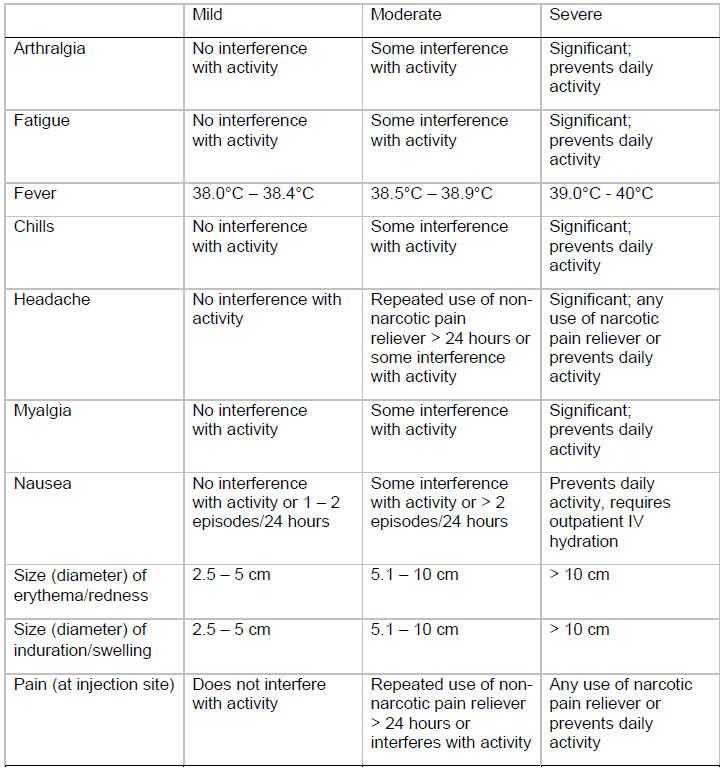 Mild
Moderate
Severe
Arthralgia
No interference
with activity
Some interference
with activity
Significant;
prevents daily
activity
Fatigue
No interference
with activity
Some interference
with activity
Significant;
prevents daily
activity
Fever
38.0°C – 38.4°C
38.5°C – 38.9°C
39.0°C - 40°C
Chills
No interference
with activity
Some interference
with activity
Significant;
prevents daily
activity
Headache
No interference with
activity
Repeated use of non-
narcotic pain
reliever > 24 hours or
some interference
with activity
Significant; any
use of narcotic
pain reliever or
prevents daily
activity
Myalgia
No interference
with activity
Some interference
with activity
Significant;
prevents daily
activity
Nausea
No interference
with activity or 1 – 2
episodes/24 hours
Some interference
with activity or > 2
episodes/24 hours
Prevents daily
activity, requires
outpatient IV
hydration
Size (diameter) of
erythema/redness
2.5 – 5 cm
5.1 – 10 cm
> 10 cm
Size (diameter) of
induration/swelling
2.5 – 5 cm
5.1 – 10 cm
> 10 cm
Pain (at injection site)
Does not interfere
with activity
Repeated use of non-
narcotic pain reliever
> 24 hours or
interferes with activity
Any use of narcotic
pain reliever or
prevents daily
activity